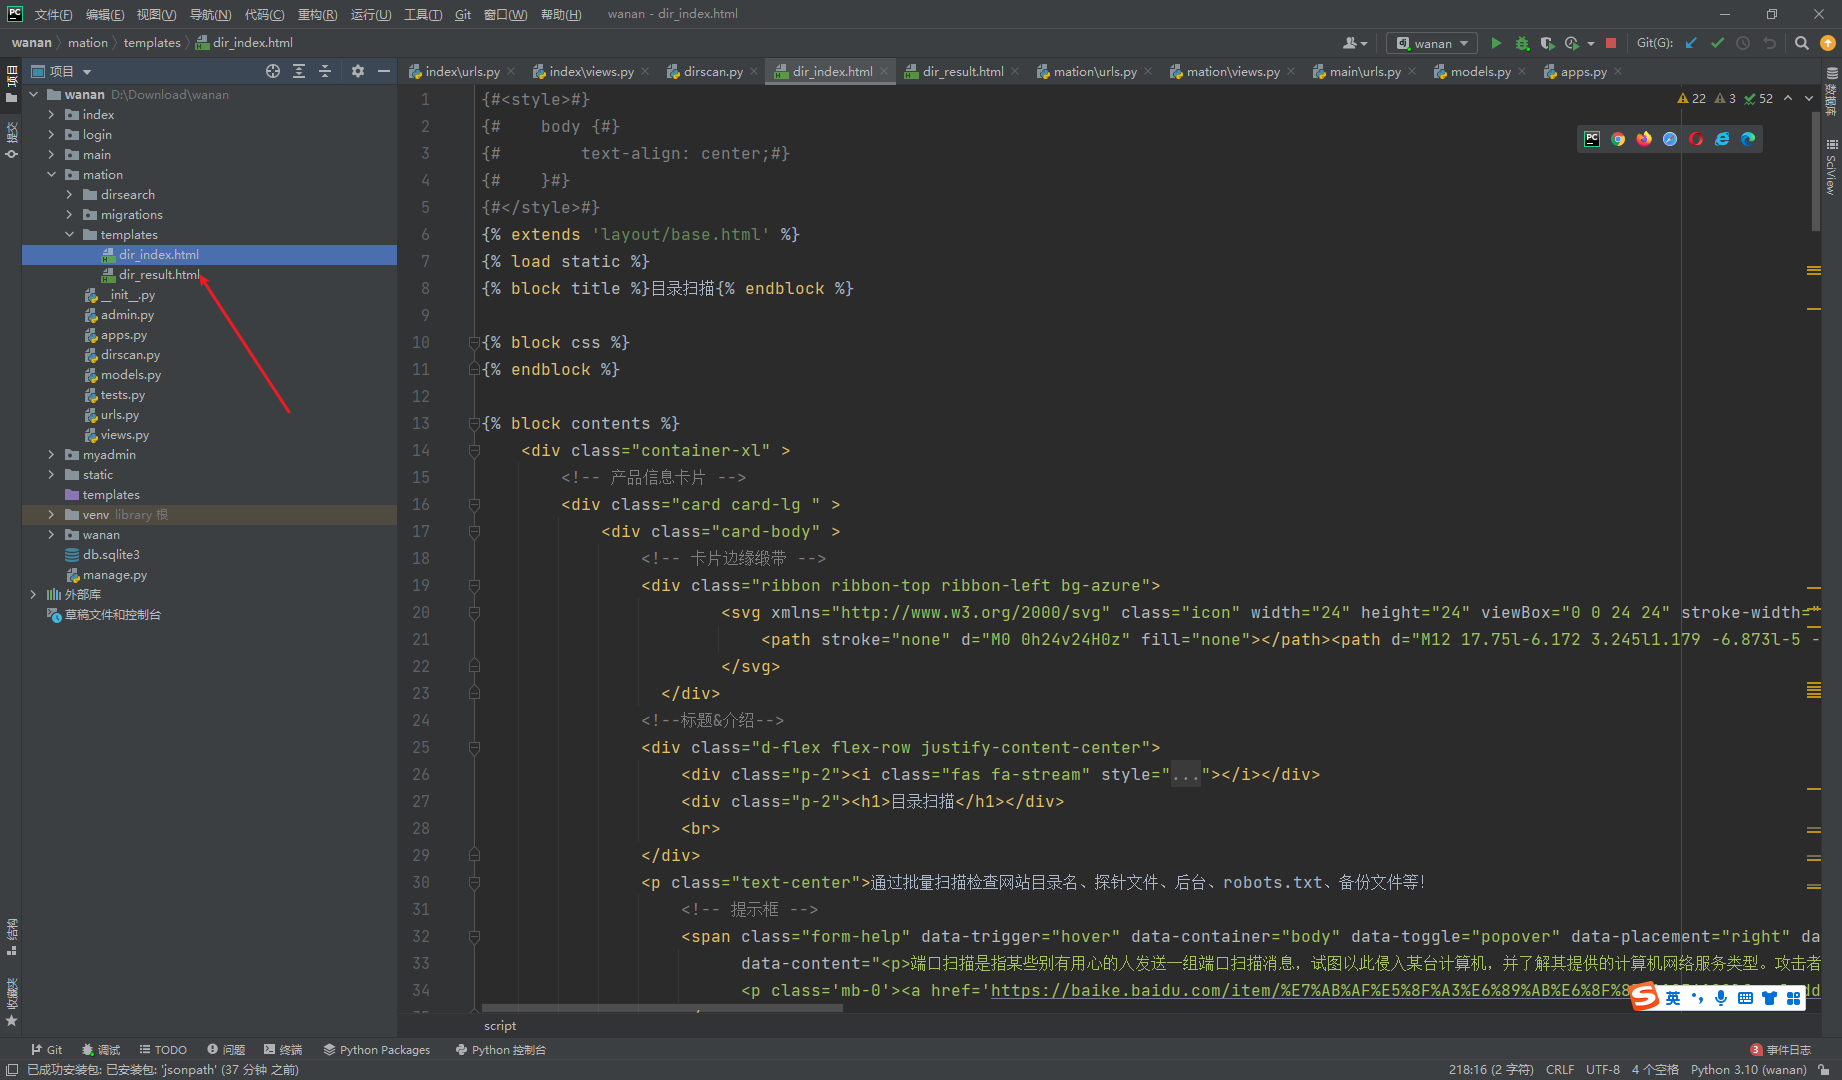 文件(F) 编辑(E) 视图(V) 导航(N) 代码(C) 重构(R) 运行(U) 工具(T) Git 窗口(W) 帮助(H) wanan - dir_index.html
wanan mation templates dir_index.html
wanan
Git(G):
项目
index\urls.py index\views.py dirscan.py dir_index.html dir_result.html mation\urls.py mation\views.py main\urls.py models.py apps.py
项目
提交
结构
收藏夹
数据库
SciView
wanan D:\Download\wanan
index
login
main
mation
dirsearch
migrations
templates
dir_index.html
dir_result.html
__init__.py
admin.py
apps.py
dirscan.py
models.py
tests.py
urls.py
views.py
myadmin
static
templates
venv library 根
wanan
db.sqlite3
manage.py
外部库
草稿文件和控制台
22 3 52
1 {#<style>#}
2 {#    body {#}
3 {#        text-align: center;#}
4 {#    }#}
5 {#</style>#}
6 {% extends 'layout/base.html' %}
7 {% load static %}
8 {% block title %}目录扫描{% endblock %}
9
10 {% block css %}
11 {% endblock %}
12
13 {% block contents %}
14 <div class="container-xl" >
15 <!-- 产品信息卡片 -->
16 <div class="card card-lg " >
17 <div class="card-body" >
18 <!-- 卡片边缘缎带 -->
19 <div class="ribbon ribbon-top ribbon-left bg-azure">
20 <svg xmlns="http://www.w3.org/2000/svg" class="icon" width="24" height="24" viewBox="0 0 24 24" stroke-width=
21 <path stroke="none" d="M0 0h24v24H0z" fill="none"></path><path d="M12 17.75l-6.172 3.245l1.179 -6.873l-5 -
22 </svg>
23 </div>
24 <!--标题&介绍-->
25 <div class="d-flex flex-row justify-content-center">
26 <div class="p-2"><i class="fas fa-stream" style="..."></i></div>
27 <div class="p-2"><h1>目录扫描</h1></div>
28 <br>
29 </div>
30 <p class="text-center">通过批量扫描检查网站目录名、探针文件、后台、robots.txt、备份文件等!
31 <!-- 提示框 -->
32 <span class="form-help" data-trigger="hover" data-container="body" data-toggle="popover" data-placement="right" da
33 data-content="<p>端口扫描是指某些别有用心的人发送一组端口扫描消息，试图以此侵入某台计算机，并了解其提供的计算机网络服务类型。攻击者
34 <p class='mb-0'><a href='https://baike.baidu.com/item/%E7%AB%AF%E5%8F%A3%E6%89%AB%E6%8F%
英
script
Git 调试 TODO 问题 终端 Python Packages Python 控制台 3 事件日志
已成功安装包: 已安装包: 'jsonpath' (37 分钟 之前) 218:16 (2 字符) CRLF UTF-8 4 个空格 Python 3.10 (wanan)